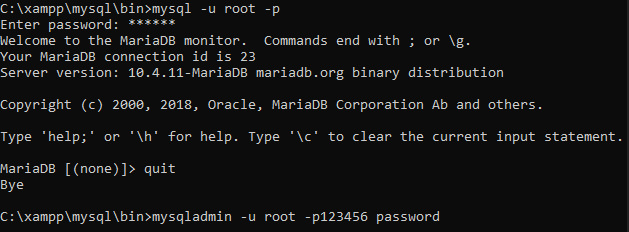 C:\xampp\mysql\bin>mysql -u root -p
Enter password: ******
Welcome to the MariaDB monitor.  Commands end with ; or \g.
Your MariaDB connection id is 23
Server version: 10.4.11-MariaDB mariadb.org binary distribution
Copyright (c) 2000, 2018, Oracle, MariaDB Corporation Ab and others.
Type 'help;' or '\h' for help. Type '\c' to clear the current input statement.
MariaDB [(none)]> quit
Bye
C:\xampp\mysql\bin>mysqladmin -u root -p123456 password